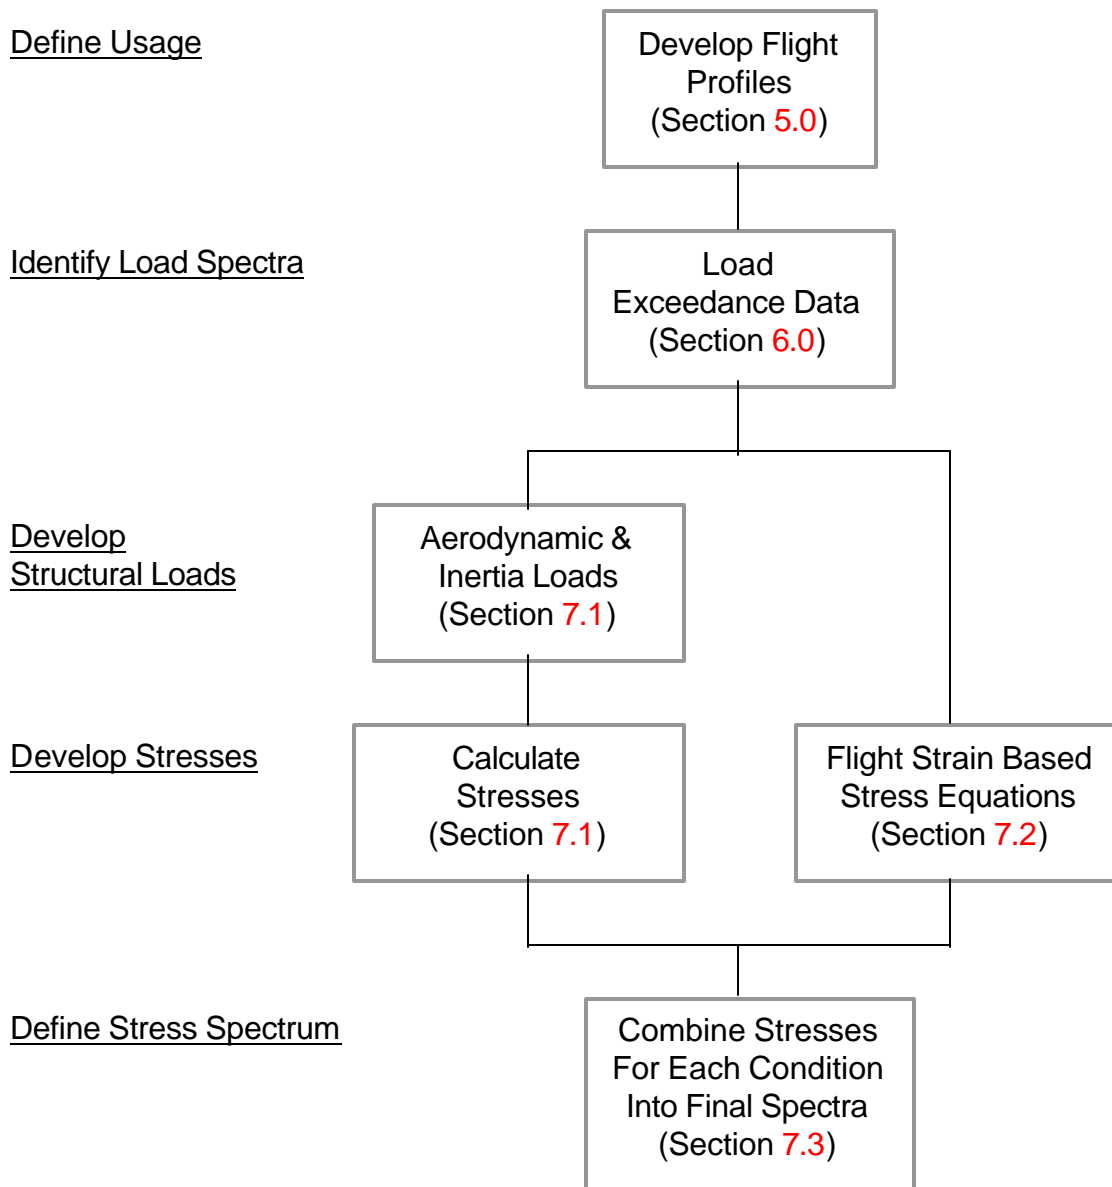 Define Usage
Develop Flight
Profiles
(Section 5.0)
Identify Load Spectra
Load
Exceedance Data
(Section 6.0)
Develop
Structural Loads
Aerodynamic &
Inertia Loads
(Section 7.1)
Develop Stresses
Calculate
Stresses
(Section 7.1)
Flight Strain Based
Stress Equations
(Section 7.2)
Define Stress Spectrum
Combine Stresses
For Each Condition
Into Final Spectra
(Section 7.3)